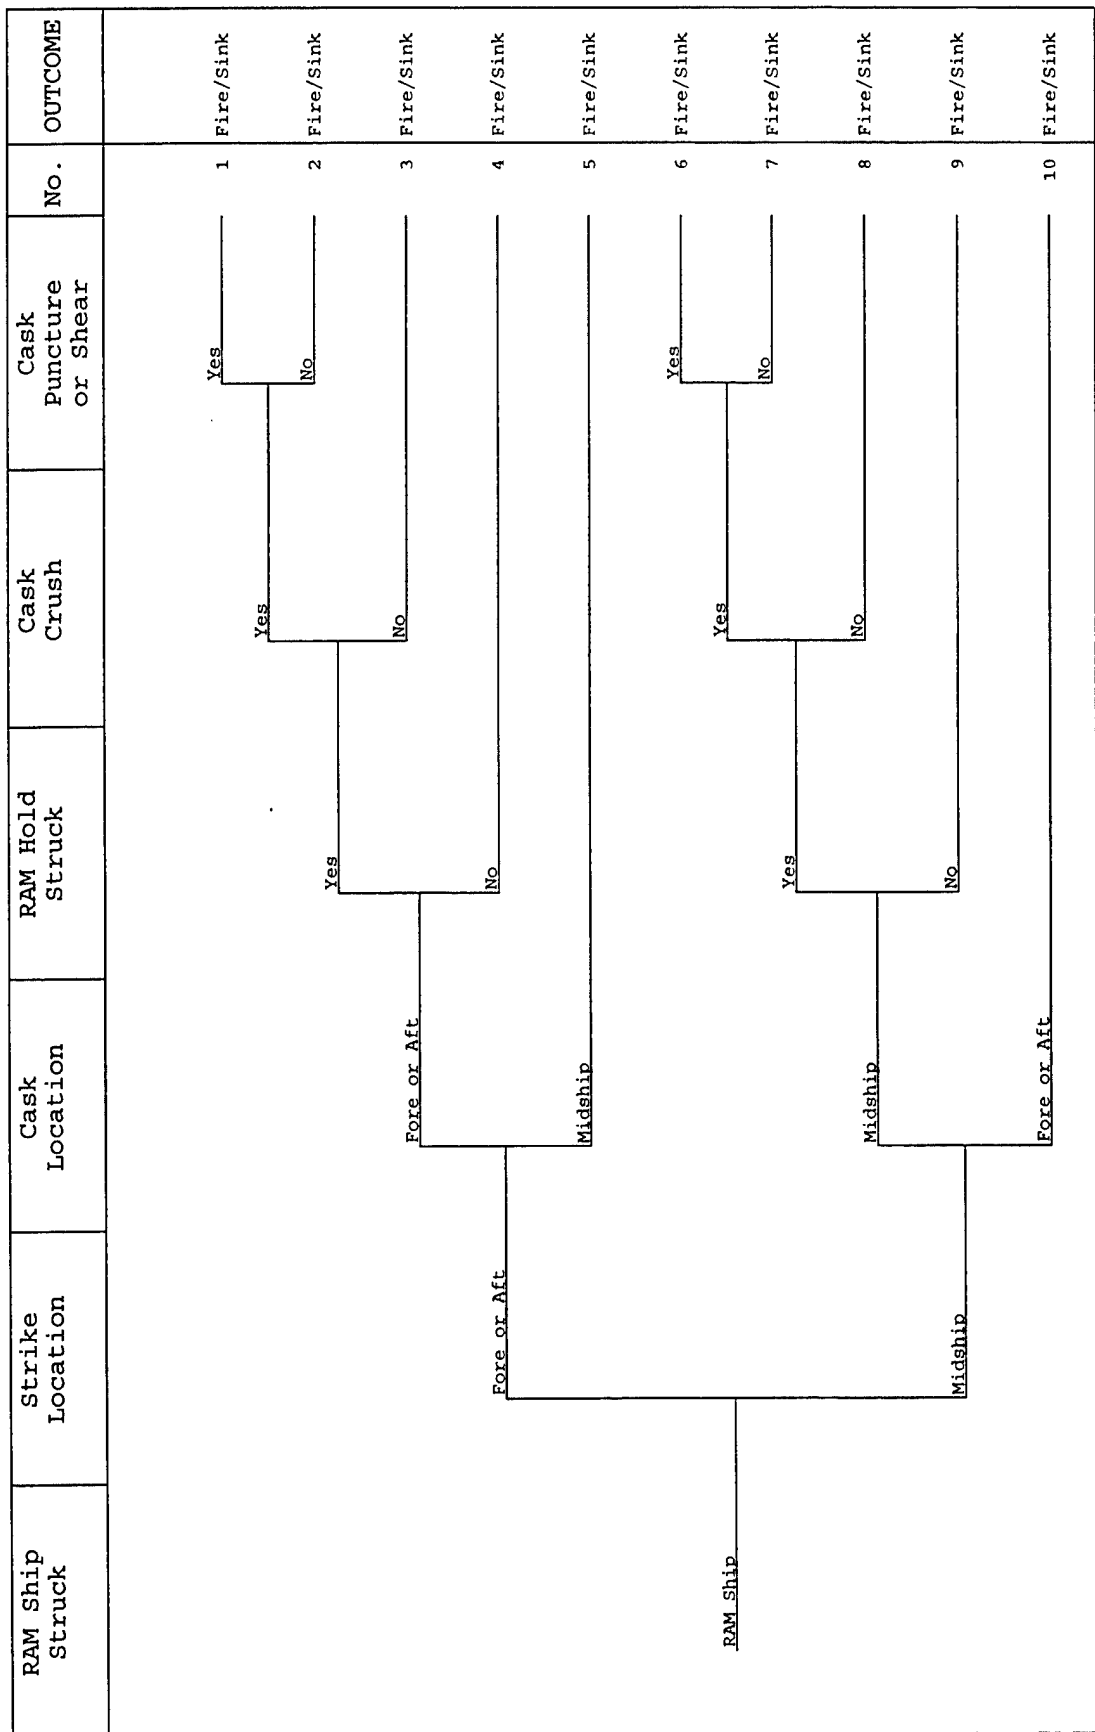 RAM Ship
Struck
Strike
Location
Cask
Location
RAM Hold
Struck
Cask
Crush
Cask
Puncture
or Shear
No.
OUTCOME
RAM Ship
Fore or Aft
Midship
Fore or Aft
Midship
Midship
Fore or Aft
Yes
No
Yes
No
Yes
No
Yes
No
Yes
No
Yes
No
1 Fire/Sink
2 Fire/Sink
3 Fire/Sink
4 Fire/Sink
5 Fire/Sink
6 Fire/Sink
7 Fire/Sink
8 Fire/Sink
9 Fire/Sink
10 Fire/Sink